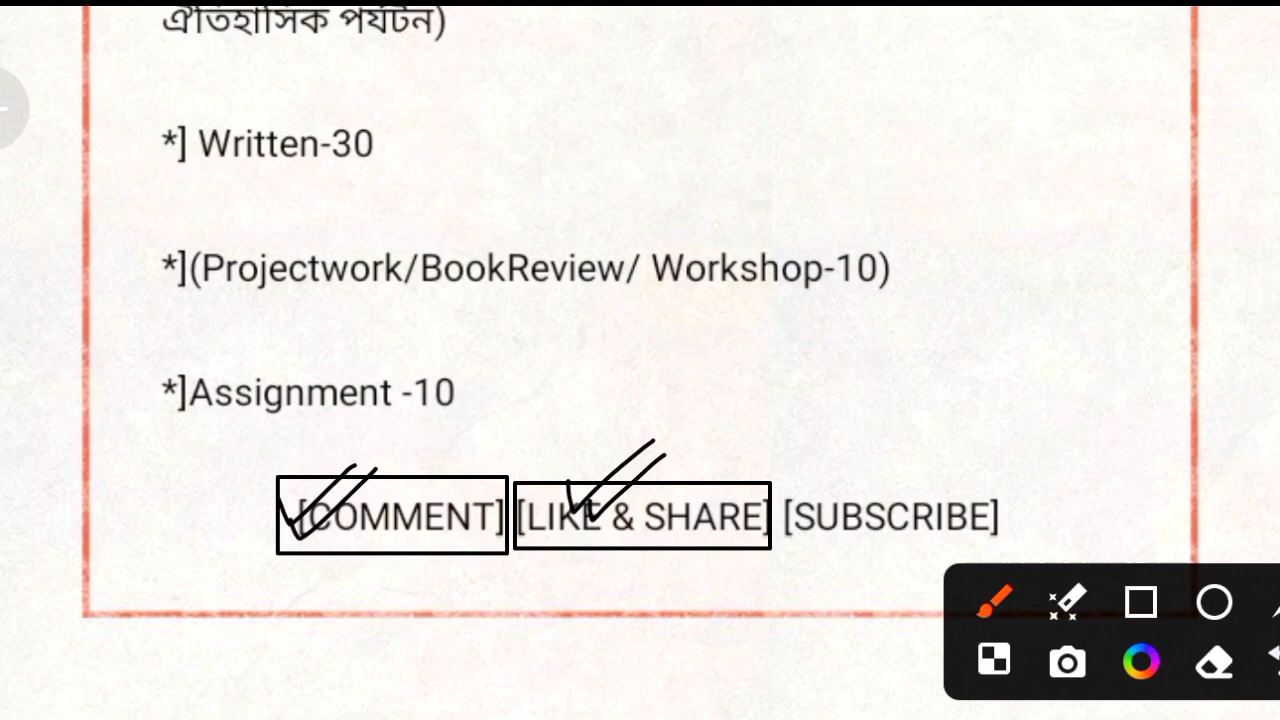 ঐতিহাসিক পর্যটন)
*] Written-30
*](Projectwork/BookReview/ Workshop-10)
*]Assignment -10
[COMMENT] [LIKE & SHARE] [SUBSCRIBE]